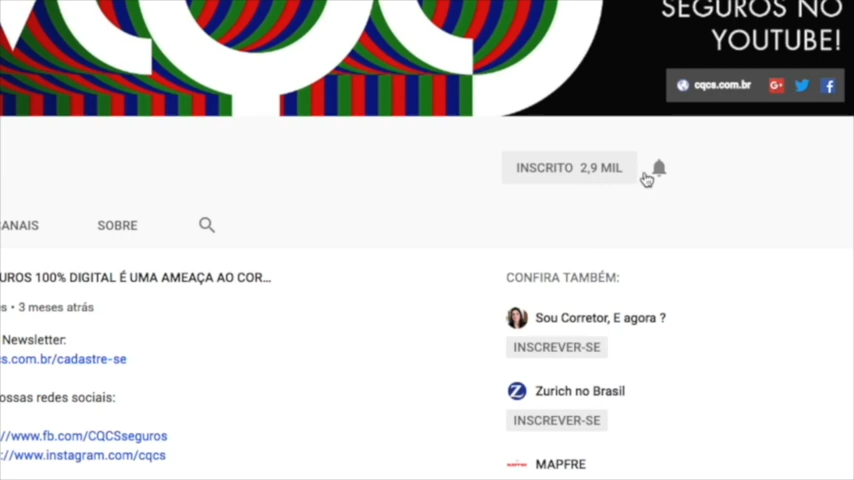 SEGUROS NO
YOUTUBE!
cqcs.com.br
G+
f
INSCRITO 2,9 MIL
CANAIS
SOBRE
UROS 100% DIGITAL É UMA AMEAÇA AO COR...
CONFIRA TAMBÉM:
s • 3 meses atrás
Sou Corretor, E agora ?
Newsletter:
INSCREVER-SE
cs.com.br/cadastre-se
Z
Zurich no Brasil
ossas redes sociais:
INSCREVER-SE
//www.fb.com/CQCSseguros
://www.instagram.com/cqcs
MAPFRE